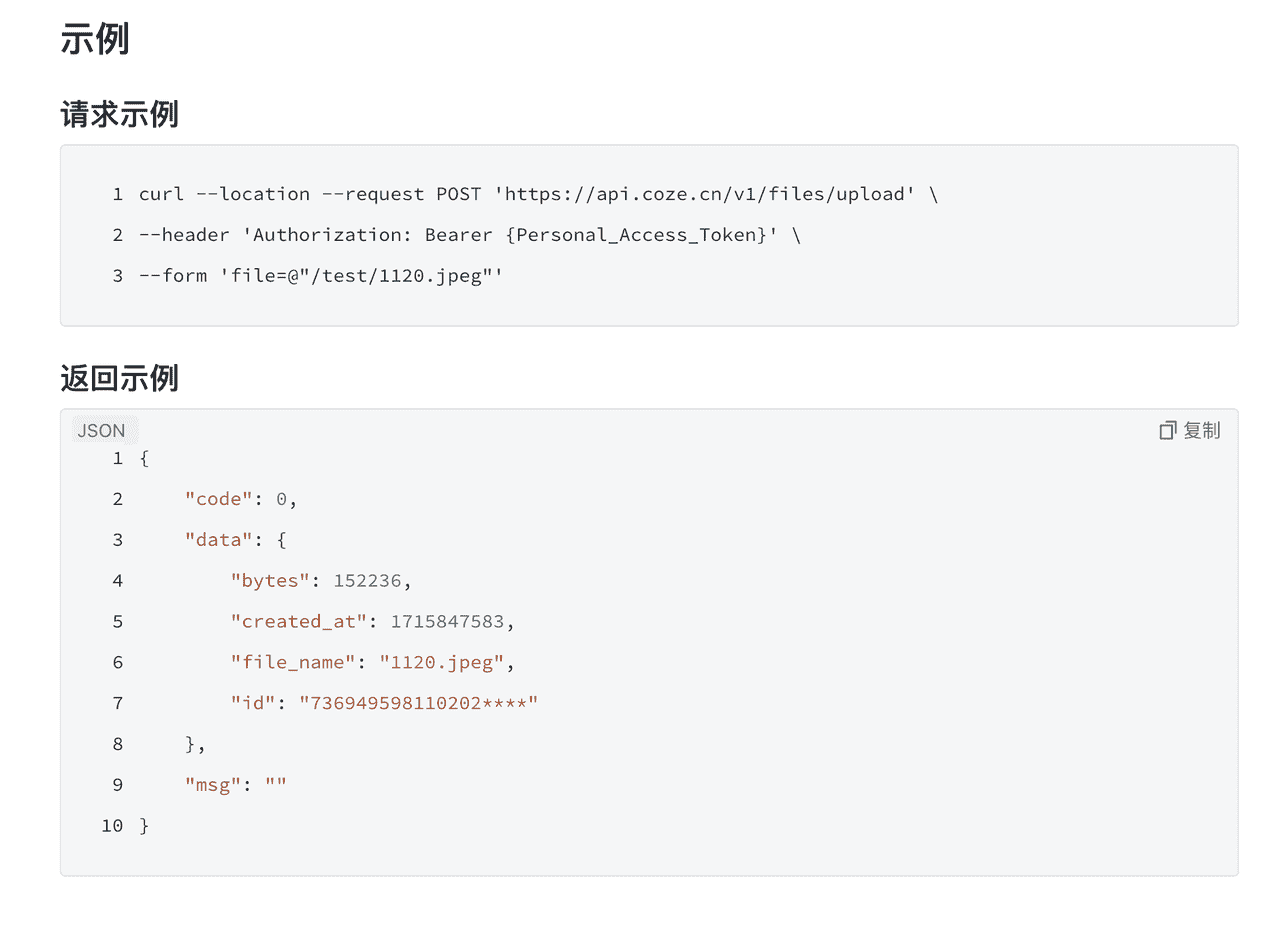 示例
请求示例
1 curl --location --request POST 'https://api.coze.cn/v1/files/upload' \
2 --header 'Authorization: Bearer {Personal_Access_Token}' \
3 --form 'file=@"/test/1120.jpeg"'
返回示例
JSON 复制
1 {
2     "code": 0,
3     "data": {
4         "bytes": 152236,
5         "created_at": 1715847583,
6         "file_name": "1120.jpeg",
7         "id": "736949598110202****"
8     },
9     "msg": ""
10 }